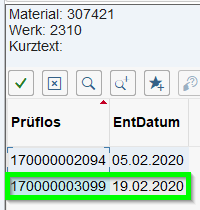 Material: 307421
Werk: 2310
Kurztext:
Prüflos EntDatum
170000002094 05.02.2020
170000003099 19.02.2020